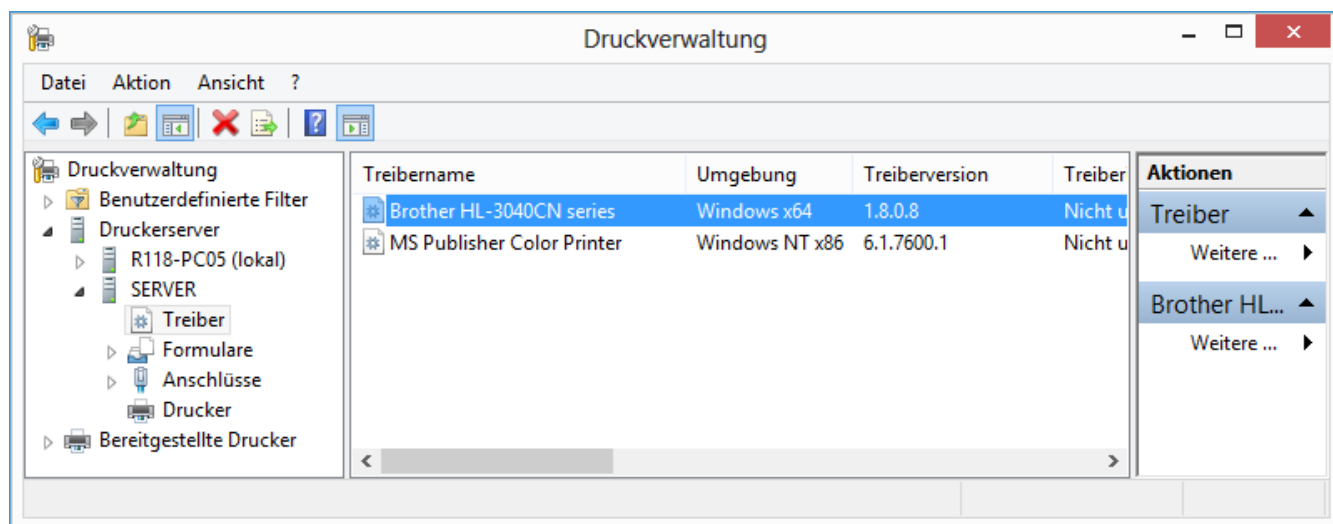 Druckverwaltung
Datei Aktion Ansicht ?
Druckverwaltung
Benutzerdefinierte Filter
Druckerserver
R118-PC05 (lokal)
SERVER
Treiber
Formulare
Anschlüsse
Drucker
Bereitgestellte Drucker
Treibername Umgebung Treiberversion Treiber
Brother HL-3040CN series Windows x64 1.8.0.8 Nicht u
MS Publisher Color Printer Windows NT x86 6.1.7600.1 Nicht u
Aktionen
Treiber
Weitere ...
Brother HL...
Weitere ...